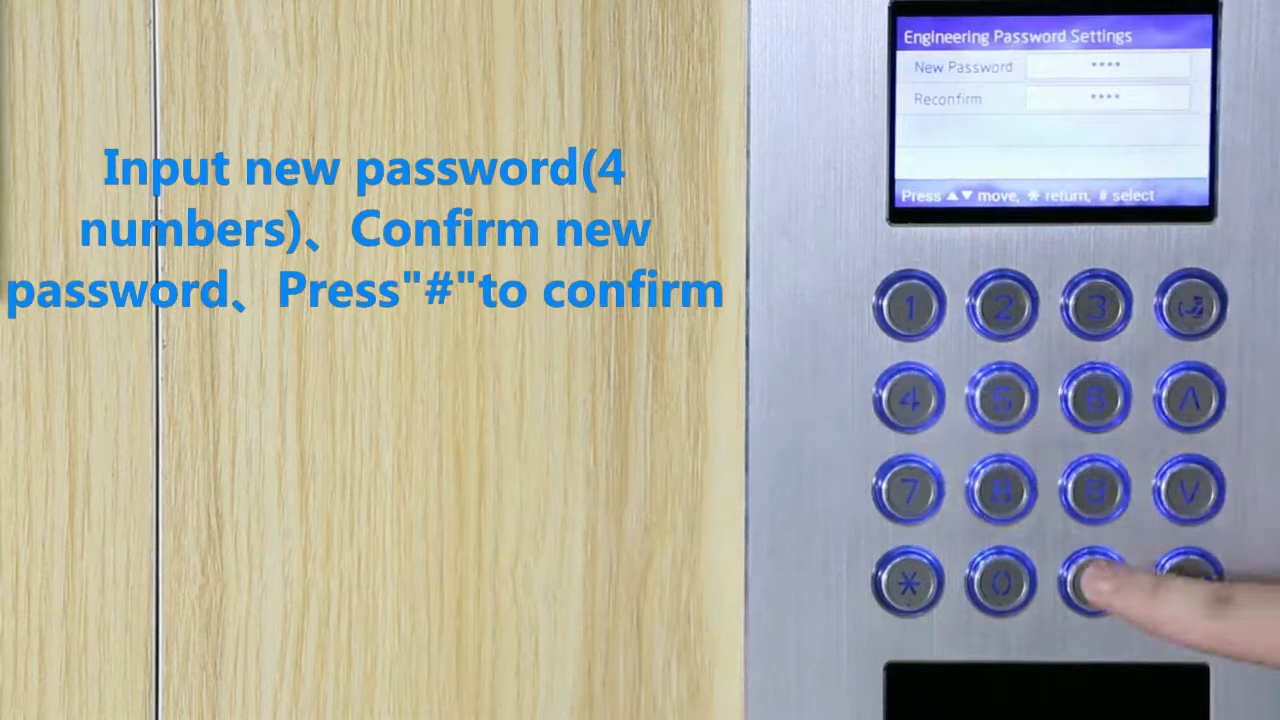 Input new password(4
numbers)、Confirm new
password、Press"#"to confirm
Engineering Password Settings
New Password ****
Reconfirm ****
Press ▲▼ move, * return, # select
1 2 3
4 5 6 Λ
7 8 9 V
* 0